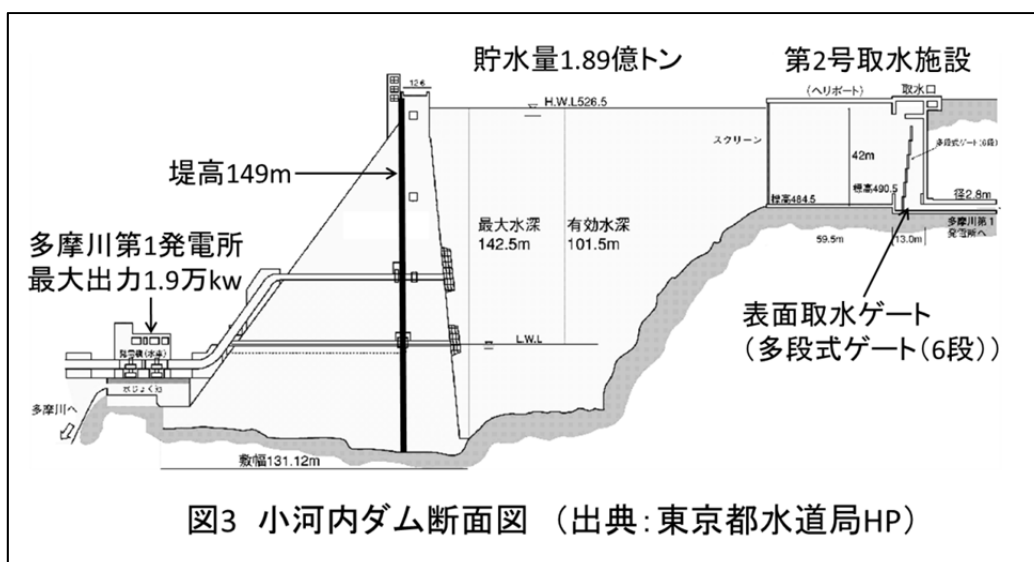 貯水量1.89億トン
第2号取水施設
12.6
(ヘリポート)
取水口
H.W.L526.5
スクリーン
多段式ゲート(6段)
42m
堤高149m
標高490.5
径2.8m
標高484.5
最大水深
142.5m
有効水深
101.5m
多摩川第1
発電所へ
59.5m
13.0m
多摩川第1発電所
最大出力1.9万kw
表面取水ゲート
(多段式ゲート(6段))
発電機(水車)
L.W.L
水じょく池
多摩川へ
敷幅131.12m
図3 小河内ダム断面図 (出典:東京都水道局HP)